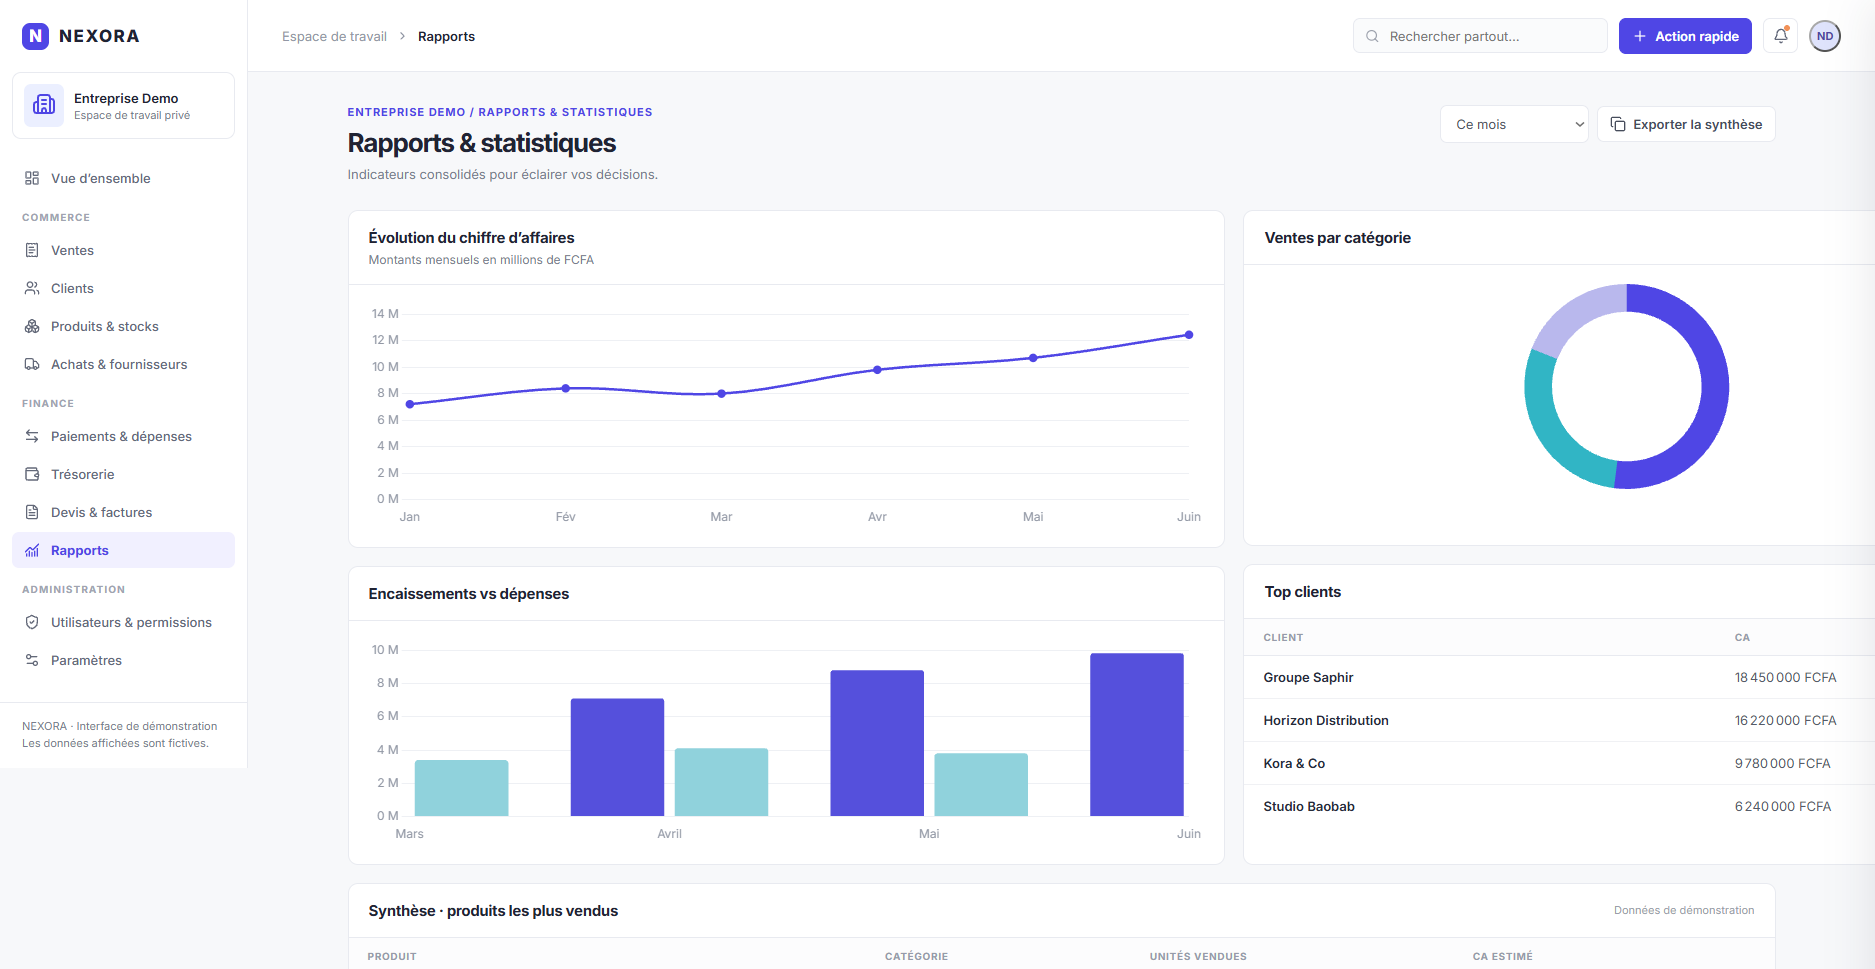 NEXORA
Entreprise Demo
Espace de travail privé
Vue d’ensemble
COMMERCE
Ventes
Clients
Produits & stocks
Achats & fournisseurs
FINANCE
Paiements & dépenses
Trésorerie
Devis & factures
Rapports
ADMINISTRATION
Utilisateurs & permissions
Paramètres
NEXORA · Interface de démonstration
Les données affichées sont fictives.
Espace de travail > Rapports
Rechercher partout...
Action rapide
ND
ENTREPRISE DEMO / RAPPORTS & STATISTIQUES
Rapports & statistiques
Indicateurs consolidés pour éclairer vos décisions.
Ce mois
Exporter la synthèse
Évolution du chiffre d’affaires
Montants mensuels en millions de FCFA
14 M
12 M
10 M
8 M
6 M
4 M
2 M
0 M
Jan Fév Mar Avr Mai Juin
Ventes par catégorie
Encaissements vs dépenses
10 M
8 M
6 M
4 M
2 M
0 M
Mars Avril Mai Juin
Top clients
CLIENT CA
Groupe Saphir 18 450 000 FCFA
Horizon Distribution 16 220 000 FCFA
Kora & Co 9 780 000 FCFA
Studio Baobab 6 240 000 FCFA
Synthèse · produits les plus vendus
Données de démonstration
PRODUIT CATÉGORIE UNITÉS VENDUES CA ESTIMÉ